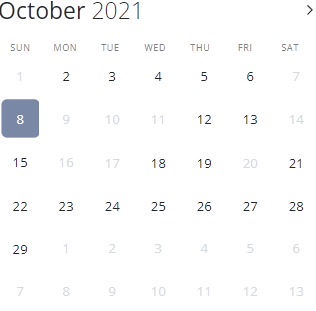 October 2021
SUN MON TUE WED THU FRI SAT
1 2 3 4 5 6 7
8 9 10 11 12 13 14
15 16 17 18 19 20 21
22 23 24 25 26 27 28
29 1 2 3 4 5 6
7 8 9 10 11 12 13